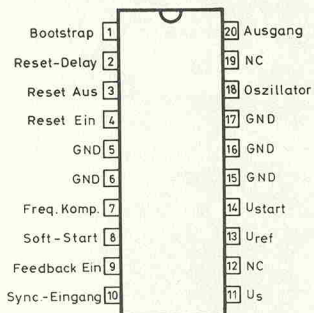 Bootstrap 1 20 Ausgang
Reset-Delay 2 19 NC
Reset Aus 3 18 Oszillator
Reset Ein 4 17 GND
GND 5 16 GND
GND 6 15 GND
Freq. Komp. 7 14 Ustart
Soft-Start 8 13 Uref
Feedback Ein 9 12 NC
Sync.-Eingang 10 11 Us